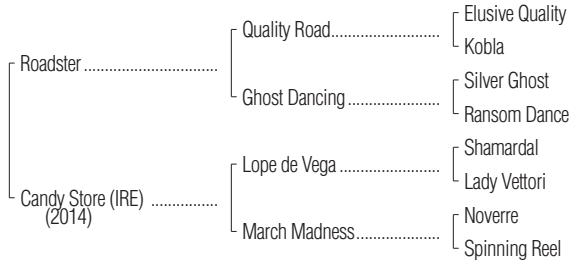 Elusive Quality
Quality Road
Kobla
Roadster
Silver Ghost
Ghost Dancing
Ransom Dance
Shamardal
Lope de Vega
Lady Vettori
Candy Store (IRE)
(2014)
Noverre
March Madness
Spinning Reel